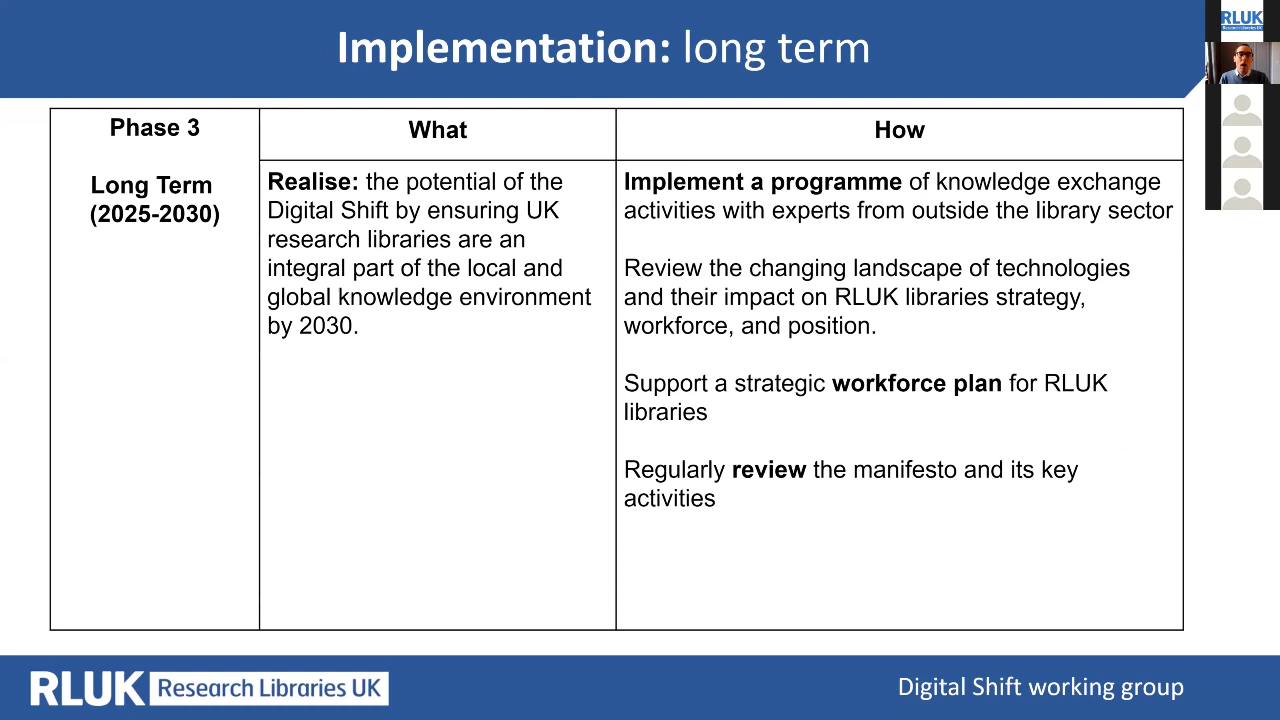 Implementation: long term
RLUK
Research Libraries UK
Phase 3
Long Term
(2025-2030)
What
How
Realise: the potential of the
Digital Shift by ensuring UK
research libraries are an
integral part of the local and
global knowledge environment
by 2030.
Implement a programme of knowledge exchange
activities with experts from outside the library sector
Review the changing landscape of technologies
and their impact on RLUK libraries strategy,
workforce, and position.
Support a strategic workforce plan for RLUK
libraries
Regularly review the manifesto and its key
activities
RLUK Research Libraries UK
Digital Shift working group